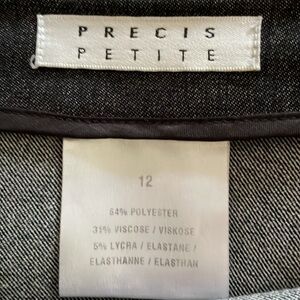 PRECIS
PETITE
12
64% POLYESTER
31% VISCOSE / VISKOSE
5% LYCRA / ELASTANE /
ELASTHANNE / ELASTHAN